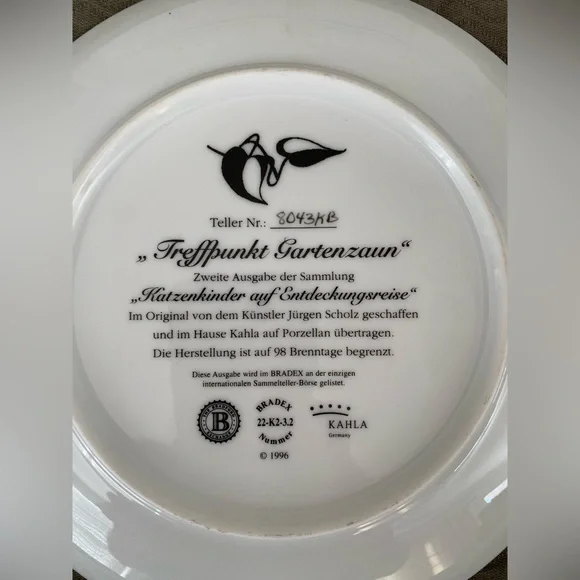 Teller Nr.: 8043KB
„Treffpunkt Gartenzaun“
Zweite Ausgabe der Sammlung
„Katzenkinder auf Entdeckungsreise“
Im Original von dem Künstler Jürgen Scholz geschaffen
und im Hause Kahla auf Porzellan übertragen.
Die Herstellung ist auf 98 Brenntage begrenzt.
Diese Ausgabe wird im BRADEX an der einzigen
internationalen Sammelteller-Börse gelistet.
BRADEX
22-K2-3.2
Nummer
KAHLA
Germany
© 1996